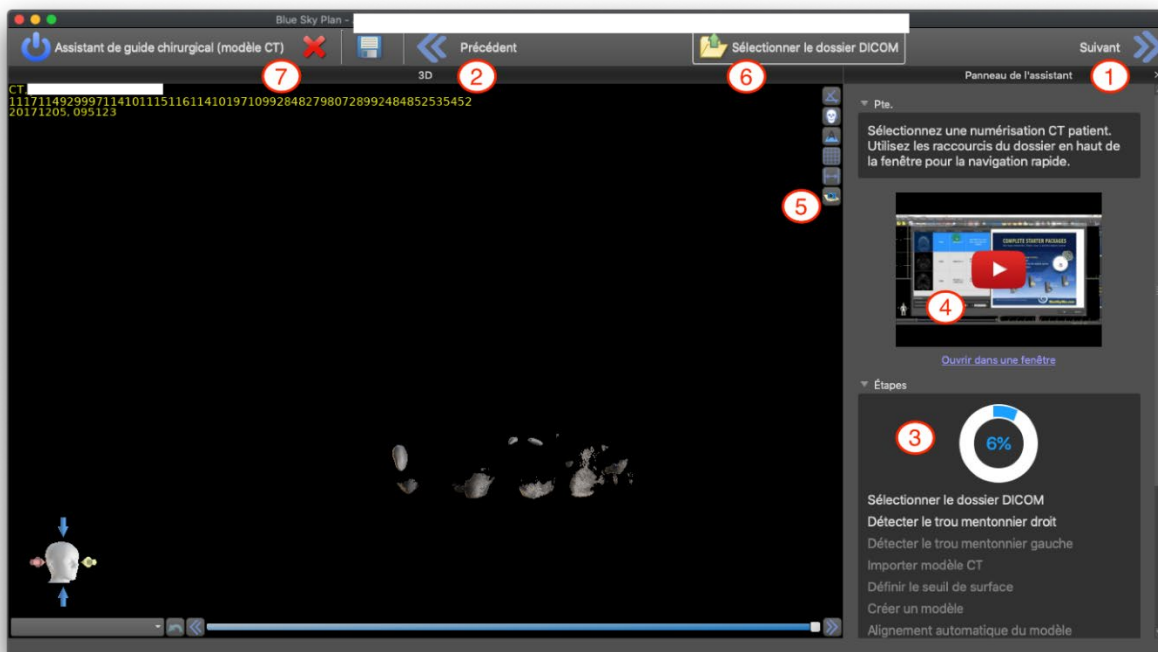 Blue Sky Plan -
Assistant de guide chirurgical (modèle CT)
Précédent
Sélectionner le dossier DICOM
Suivant
7
2
6
1
3D
Panneau de l'assistant
CT.
20171205, 095123
Pte.
Sélectionnez une numérisation CT patient.
Utilisez les raccourcis du dossier en haut de
la fenêtre pour la navigation rapide.
5
COMPLETE STARTER PACKAGES
4
Ouvrir dans une fenêtre
Étapes
3
6%
Sélectionner le dossier DICOM
Détecter le trou mentonnier droit
Détecter le trou mentonnier gauche
Importer modèle CT
Définir le seuil de surface
Créer un modèle
Alignement automatique du modèle